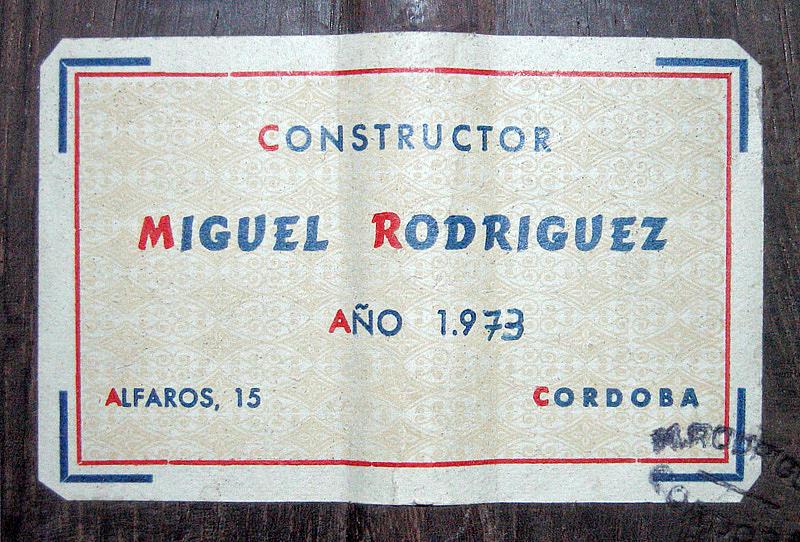 CONSTRUCTOR
MIGUEL RODRIGUEZ
AÑO 1.973
ALFAROS, 15 CORDOBA